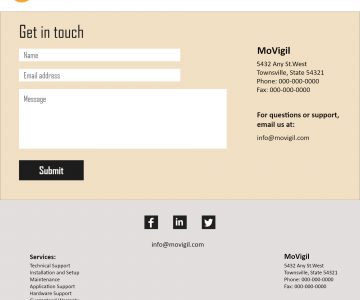 Get in touch
Name
Email address
Message
Submit
MoVigil
5432 Any St.West
Townsville, State 54321
Phone: 000-000-0000
Fax: 000-000-0000
For questions or support,
email us at:
info@movigil.com
info@movigil.com
Services:
Technical Support
Installation and Setup
Maintenance
Application Support
Hardware Support
Guaranteed Warranty
MoVigil
5432 Any St.West
Townsville, State 54321
Phone: 000-000-0000
Fax: 000-000-0000